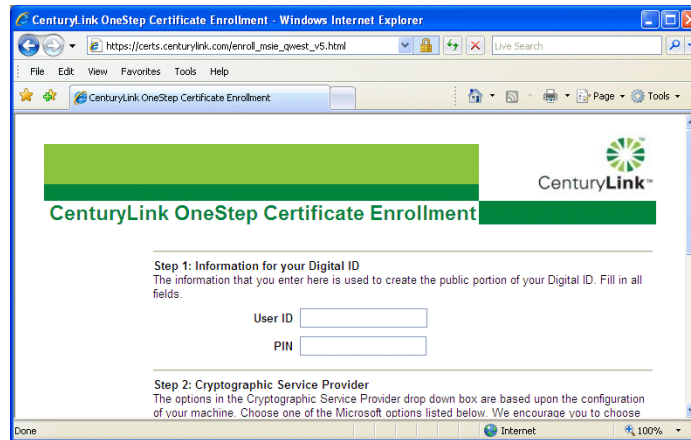 CenturyLink OneStep Certificate Enrollment - Windows Internet Explorer
https://certs.centurylink.com/enroll_msie_qwest_v5.html
Live Search
File Edit View Favorites Tools Help
CenturyLink OneStep Certificate Enrollment
Page Tools
CenturyLink™
CenturyLink OneStep Certificate Enrollment
Step 1: Information for your Digital ID
The information that you enter here is used to create the public portion of your Digital ID. Fill in all
fields.
User ID
PIN
Step 2: Cryptographic Service Provider
The options in the Cryptographic Service Provider drop down box are based upon the configuration
of your machine. Choose one of the Microsoft options listed below. We encourage you to choose
Done Internet 100%